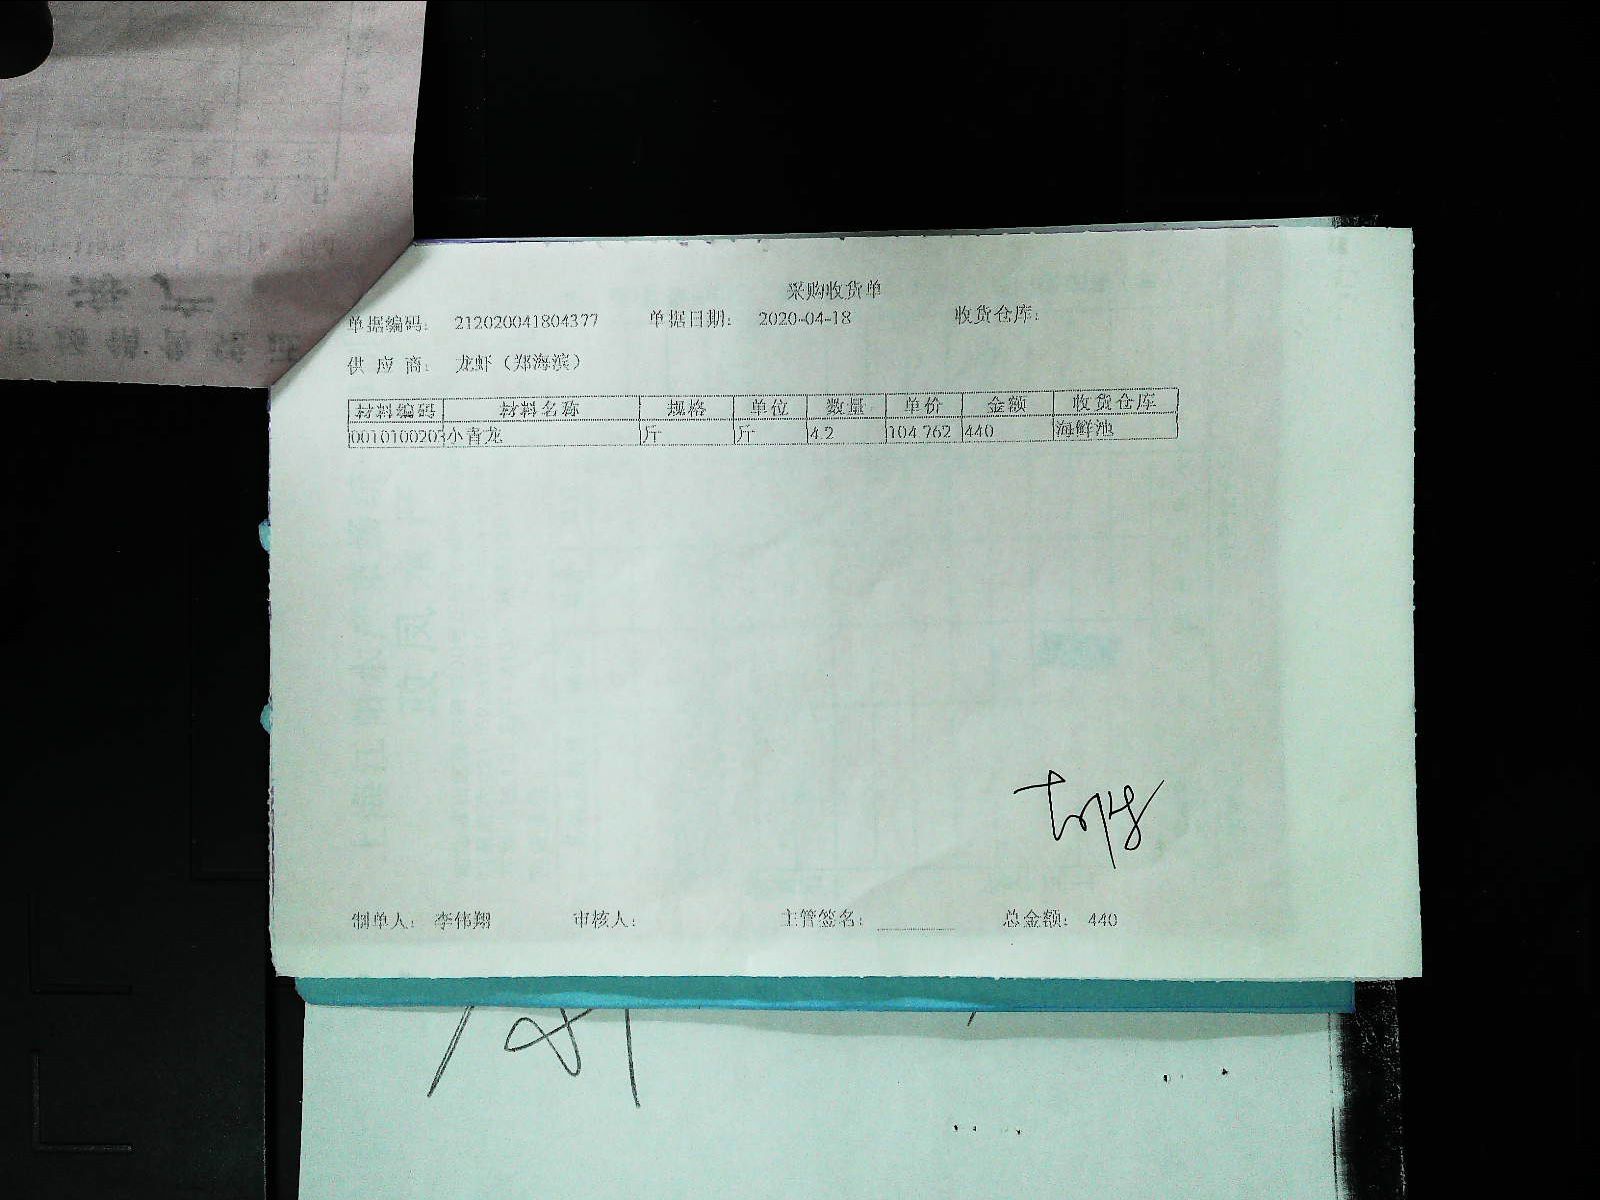 采购收货单
单据编码： 212020041804377 单据日期： 2020-04-18 收货仓库：
供 应 商： 龙虾（郑海滨）
材料编码 材料名称 规格 单位 数量 单价 金额 收货仓库
0010100203 小青龙 斤 斤 4.2 104.762 440 海鲜池
制单人： 李伟翔 审核人： 主管签名： 总金额： 440